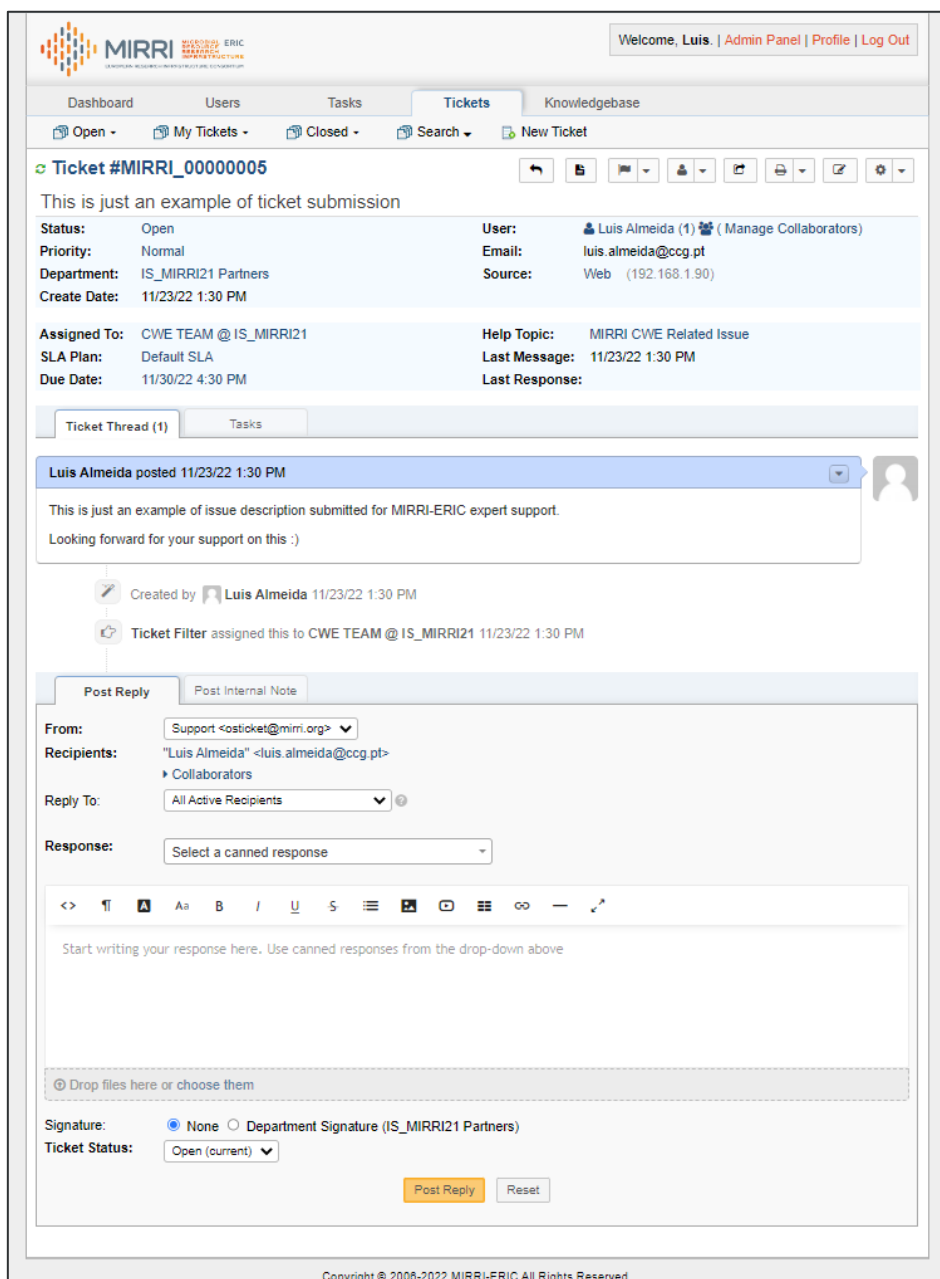 MIRRI MICROBIAL RESOURCE RESEARCH INFRASTRUCTURE ERIC
EUROPEAN RESEARCH INFRASTRUCTURE CONSORTIUM
Welcome, Luis. | Admin Panel | Profile | Log Out
Dashboard Users Tasks Tickets Knowledgebase
Open My Tickets Closed Search New Ticket
Ticket #MIRRI_00000005
This is just an example of ticket submission
Status: Open User: Luis Almeida (1) ( Manage Collaborators)
Priority: Normal Email: luis.almeida@ccg.pt
Department: IS_MIRRI21 Partners Source: Web (192.168.1.90)
Create Date: 11/23/22 1:30 PM
Assigned To: CWE TEAM @ IS_MIRRI21 Help Topic: MIRRI CWE Related Issue
SLA Plan: Default SLA Last Message: 11/23/22 1:30 PM
Due Date: 11/30/22 4:30 PM Last Response:
Ticket Thread (1) Tasks
Luis Almeida posted 11/23/22 1:30 PM
This is just an example of issue description submitted for MIRRI-ERIC expert support.
Looking forward for your support on this :)
Created by Luis Almeida 11/23/22 1:30 PM
Ticket Filter assigned this to CWE TEAM @ IS_MIRRI21 11/23/22 1:30 PM
Post Reply Post Internal Note
From: Support <osticket@mirri.org>
Recipients: "Luis Almeida" <luis.almeida@ccg.pt>
Collaborators
Reply To: All Active Recipients
Response: Select a canned response
<> ¶ A Aa B I U S
Start writing your response here. Use canned responses from the drop-down above
Drop files here or choose them
Signature: None Department Signature (IS_MIRRI21 Partners)
Ticket Status: Open (current)
Post Reply Reset
Copyright © 2006-2022 MIRRI-ERIC All Rights Reserved.